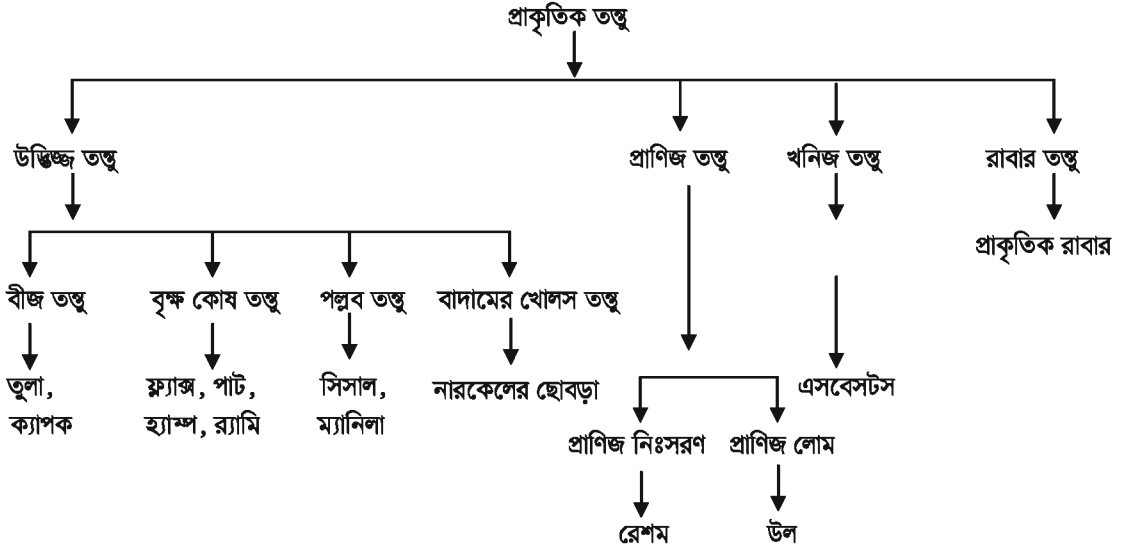 প্রাকৃতিক তন্তু
উদ্ভিজ্জ তন্তু
প্রাণিজ তন্তু
খনিজ তন্তু
রাবার তন্তু
প্রাকৃতিক রাবার
বীজ তন্তু
বৃক্ষ কোষ তন্তু
পল্লব তন্তু
বাদামের খোলস তন্তু
তুলা,
ক্যাপক
ফ্ল্যাক্স, পাট,
হ্যাম্প, র‍্যামি
সিসাল,
ম্যানিলা
নারকেলের ছোবড়া
এসবেসটস
প্রাণিজ নিঃসরণ
প্রাণিজ লোম
রেশম
উল